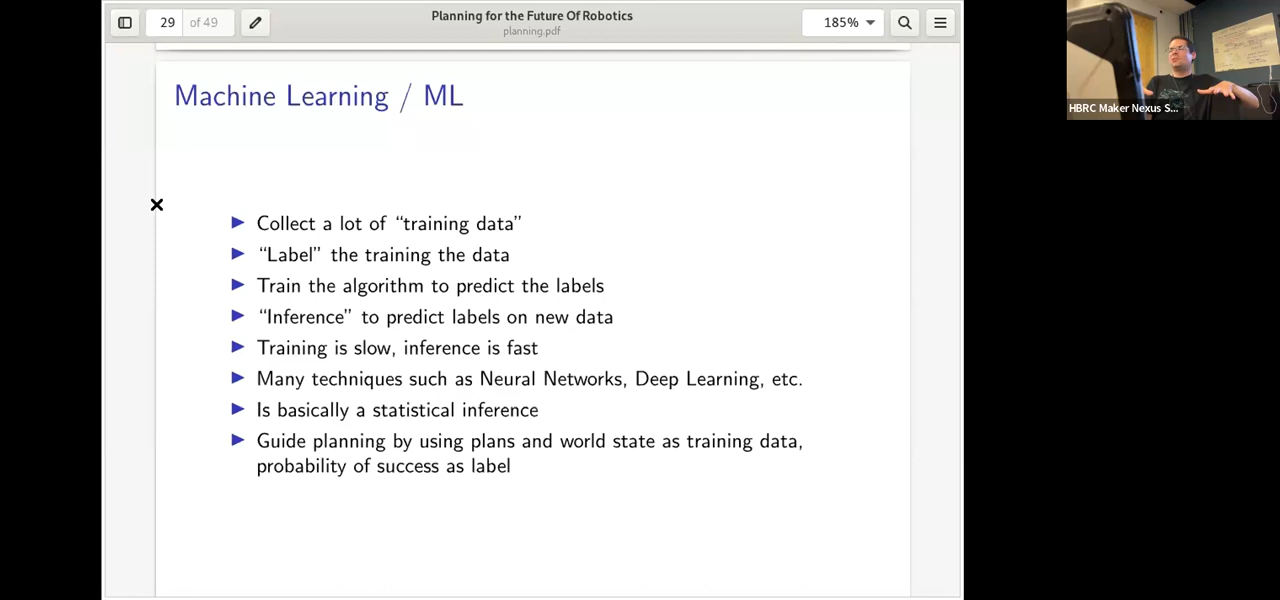 29
of 49
Planning for the Future Of Robotics
planning.pdf
185%
Machine Learning / ML
Collect a lot of “training data”
“Label” the training the data
Train the algorithm to predict the labels
“Inference” to predict labels on new data
Training is slow, inference is fast
Many techniques such as Neural Networks, Deep Learning, etc.
Is basically a statistical inference
Guide planning by using plans and world state as training data,
probability of success as label
HBRC Maker Nexus S...